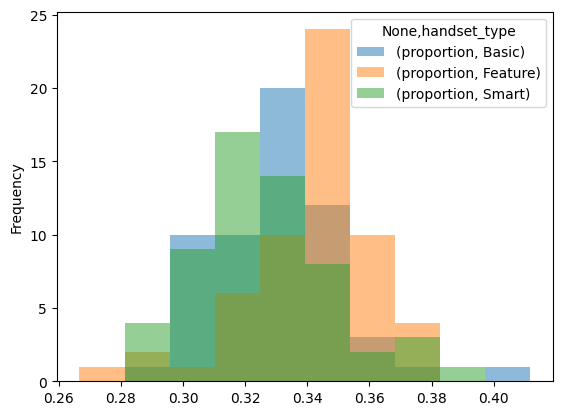 None,handset_type
(proportion, Basic)
(proportion, Feature)
(proportion, Smart)
Frequency
25
20
15
10
5
0
0.26 0.28 0.30 0.32 0.34 0.36 0.38 0.40